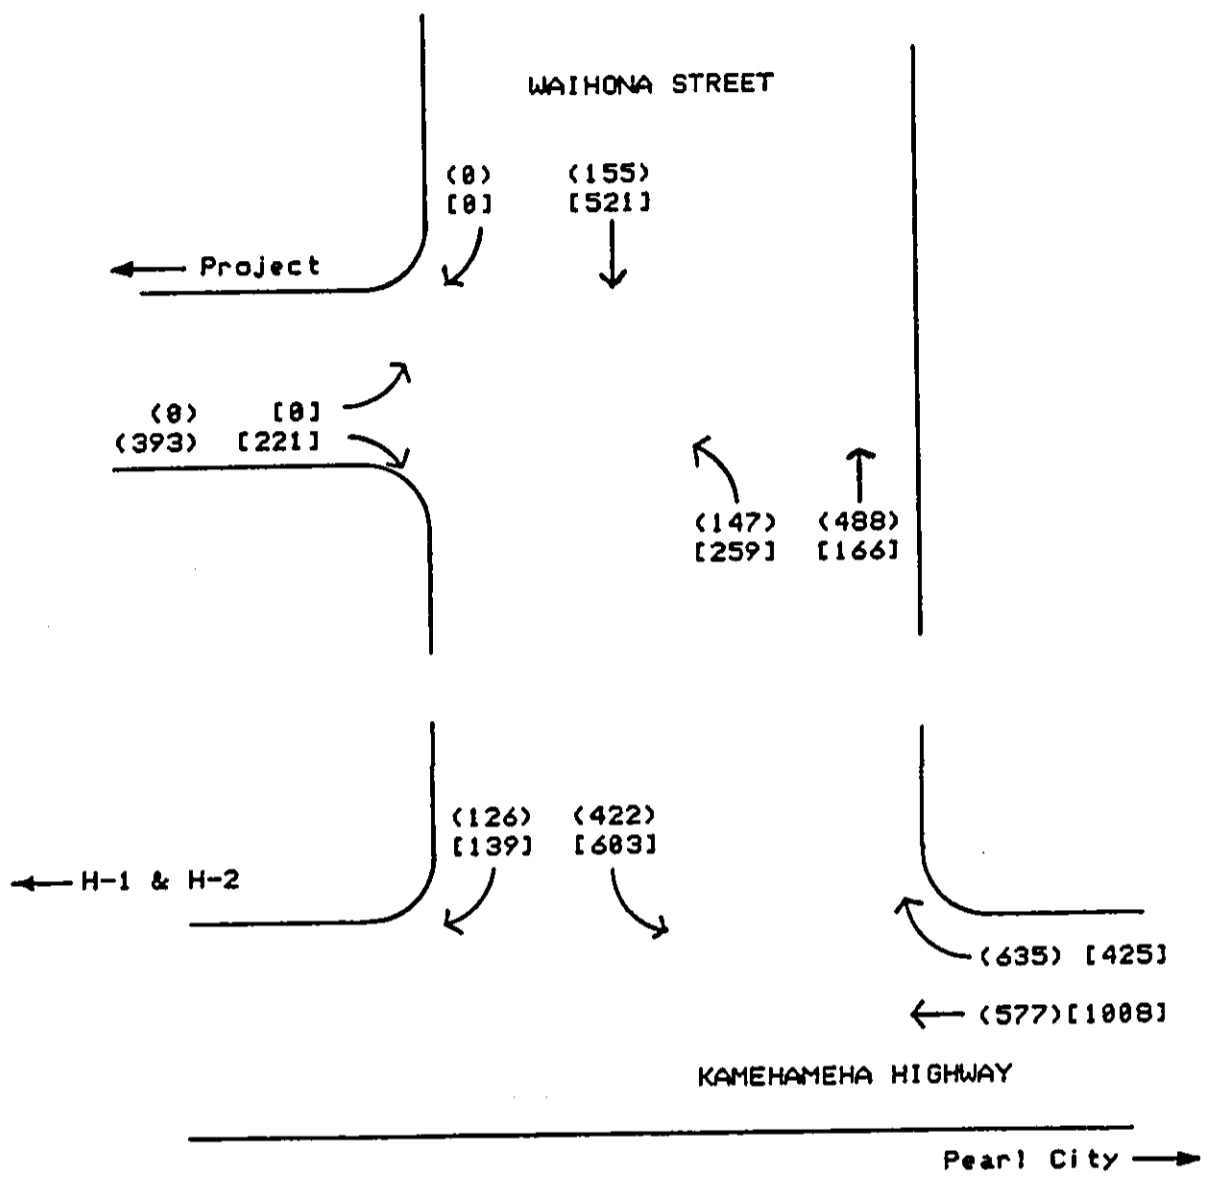 WAIHONA STREET
(0) (155)
[0] [521]
Project
(0) [0]
(393) [221]
(147) (488)
[259] [166]
(126) (422)
[139] [603]
H-1 & H-2
(635) [425]
(577)[1008]
KAMEHAMEHA HIGHWAY
Pearl City